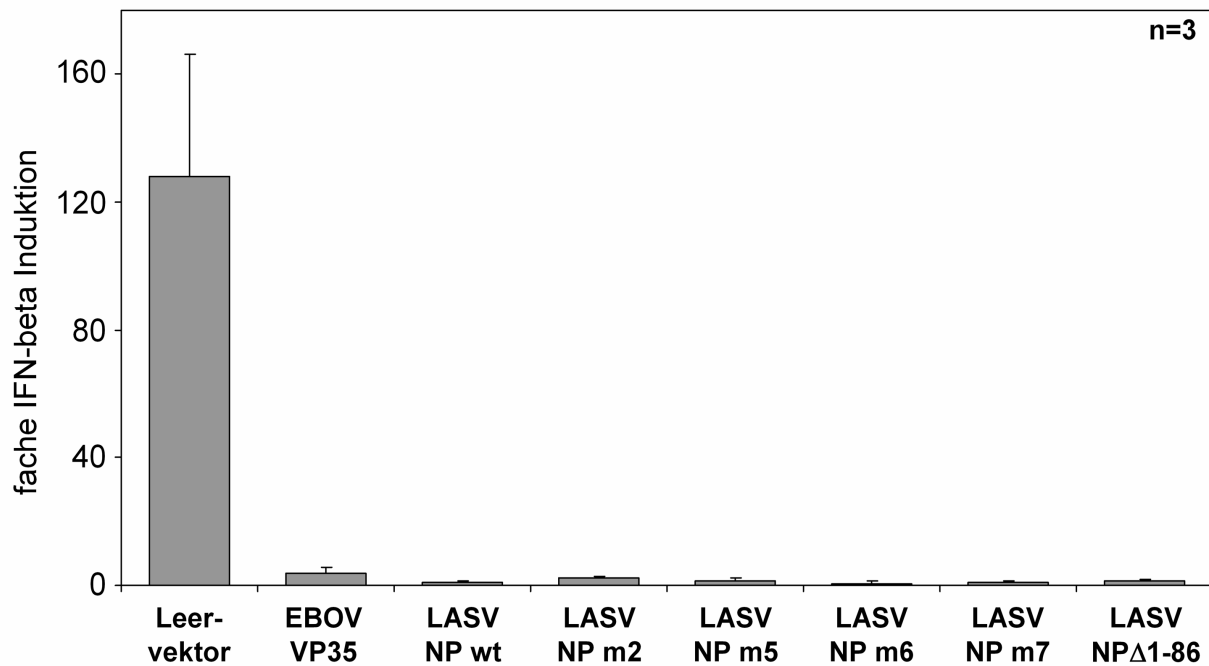 n=3
fache IFN-beta Induktion
160
120
80
40
0
Leer-
vektor
EBOV
VP35
LASV
NP wt
LASV
NP m2
LASV
NP m5
LASV
NP m6
LASV
NP m7
LASV
NPΔ1-86